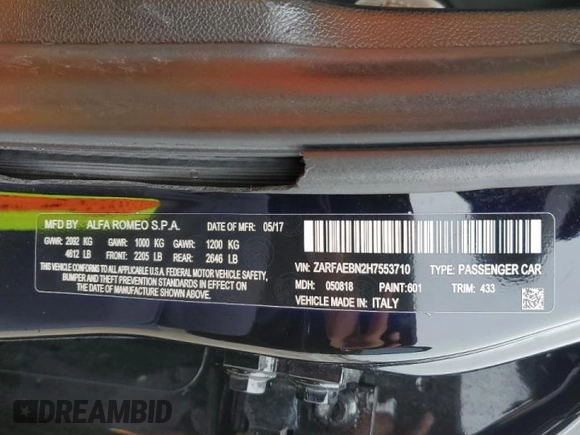 MFD BY ALFA ROMEO S.P.A. DATE OF MFR: 05/17
GVWR: 2092 KG GAWR: 1000 KG GAWR: 1200 KG
4612 LB FRONT: 2205 LB REAR: 2646 LB
THIS VEHICLE CONFORMS TO ALL APPLICABLE FEDERAL MOTOR VEHICLE SAFETY,
BUMPER AND THEFT PREVENTION STANDARDS IN EFFECT ON
THE DATE OF MANUFACTURE SHOWN ABOVE.
VIN: ZARFAEBN2H7553710 TYPE: PASSENGER CAR
MDH: 050818 PAINT: 601 TRIM: 433
VEHICLE MADE IN: ITALY
DREAMBID